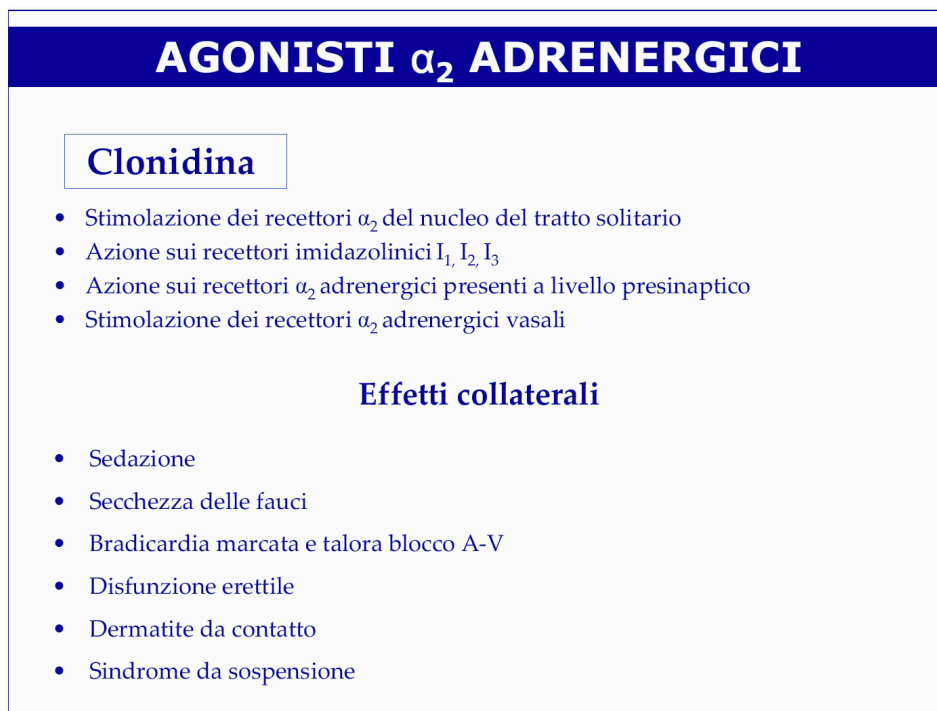 AGONISTI α₂ ADRENERGICI
Clonidina
• Stimolazione dei recettori α₂ del nucleo del tratto solitario
• Azione sui recettori imidazolinici I₁, I₂, I₃
• Azione sui recettori α₂ adrenergici presenti a livello presinaptico
• Stimolazione dei recettori α₂ adrenergici vasali
Effetti collaterali
• Sedazione
• Secchezza delle fauci
• Bradicardia marcata e talora blocco A-V
• Disfunzione erettile
• Dermatite da contatto
• Sindrome da sospensione